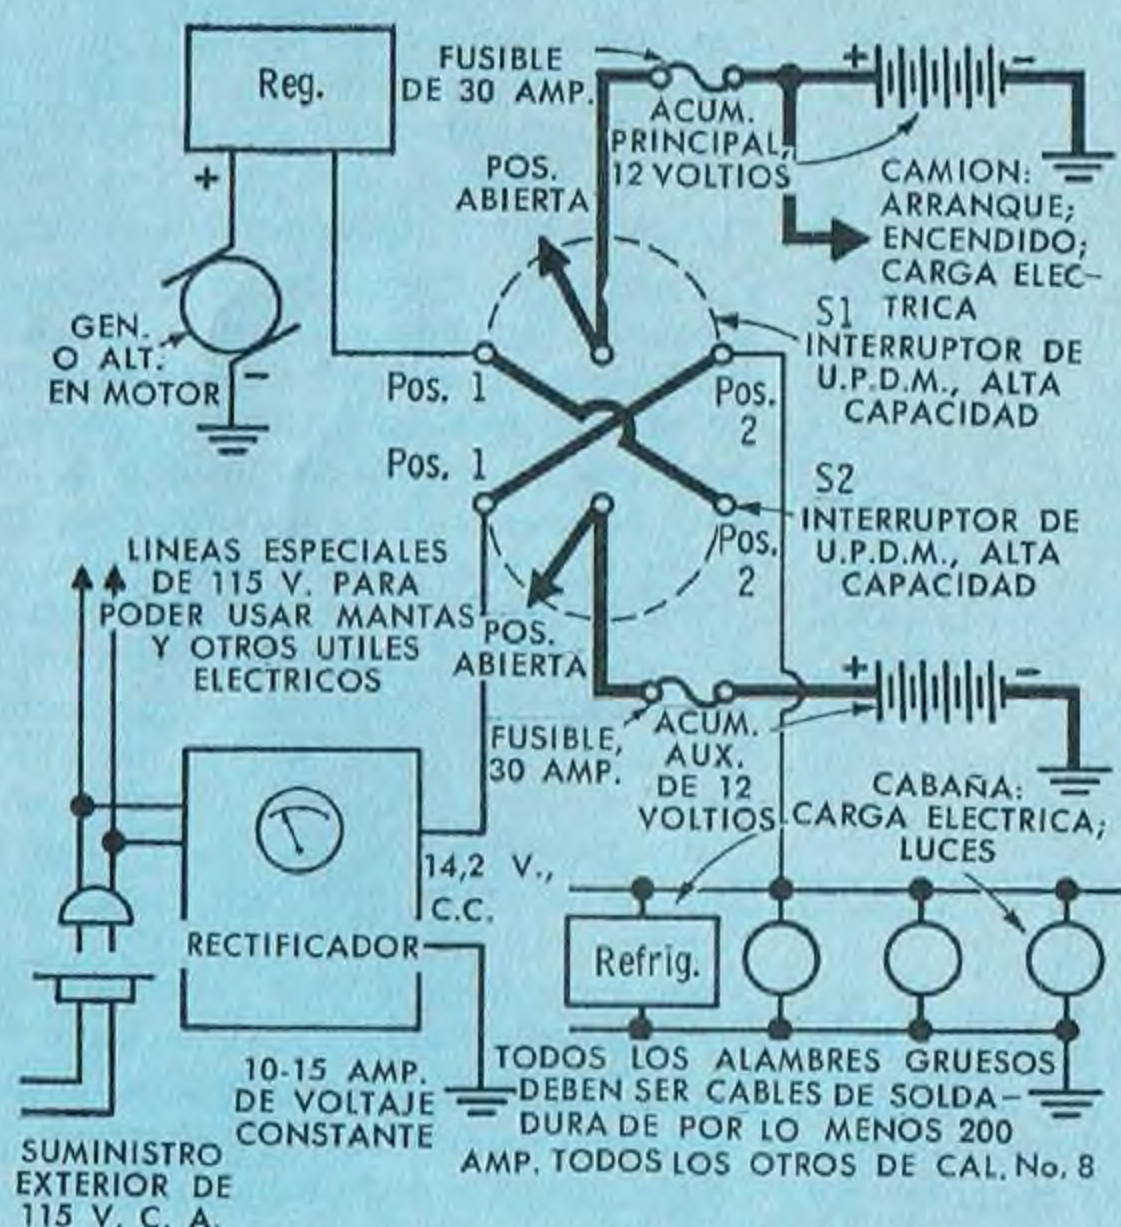 Reg.
FUSIBLE
DE 30 AMP.
ACUM.
PRINCIPAL,
12 VOLTIOS
+
-
CAMION:
ARRANQUE;
ENCENDIDO;
CARGA ELEC-
TRICA
POS.
ABIERTA
+
GEN.
O ALT.
EN MOTOR
-
Pos. 1
Pos.
2
S1
INTERRUPTOR DE
U.P.D.M., ALTA
CAPACIDAD
Pos. 1
Pos.
2
S2
INTERRUPTOR DE
U.P.D.M., ALTA
CAPACIDAD
LINEAS ESPECIALES
DE 115 V. PARA
PODER USAR MANTAS
Y OTROS UTILES
ELECTRICOS
POS.
ABIERTA
FUSIBLE,
30 AMP.
ACUM.
AUX.
DE 12
VOLTIOS
+
-
CABAÑA:
CARGA ELECTRICA;
LUCES
14,2 V.,
C.C.
RECTIFICADOR
Refrig.
10-15 AMP.
DE VOLTAJE
CONSTANTE
TODOS LOS ALAMBRES GRUESOS
DEBEN SER CABLES DE SOLDA-
DURA DE POR LO MENOS 200
AMP. TODOS LOS OTROS DE CAL. No. 8
SUMINISTRO
EXTERIOR DE
115 V. C. A.